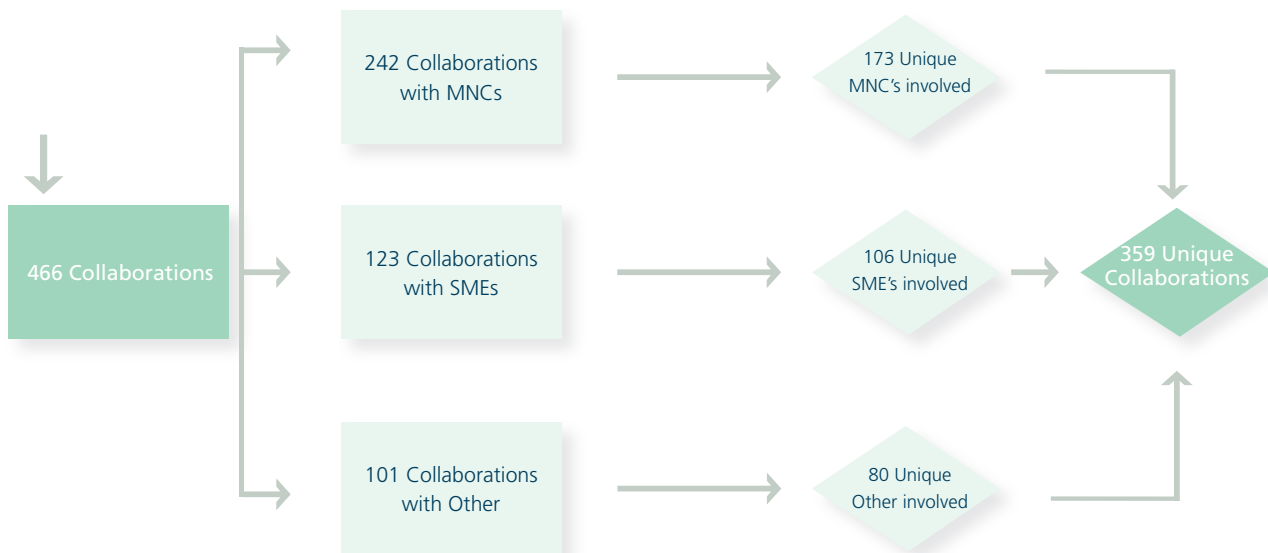 242 Collaborations
with MNCs
173 Unique
MNC’s involved
466 Collaborations
123 Collaborations
with SMEs
106 Unique
SME’s involved
359 Unique
Collaborations
101 Collaborations
with Other
80 Unique
Other involved